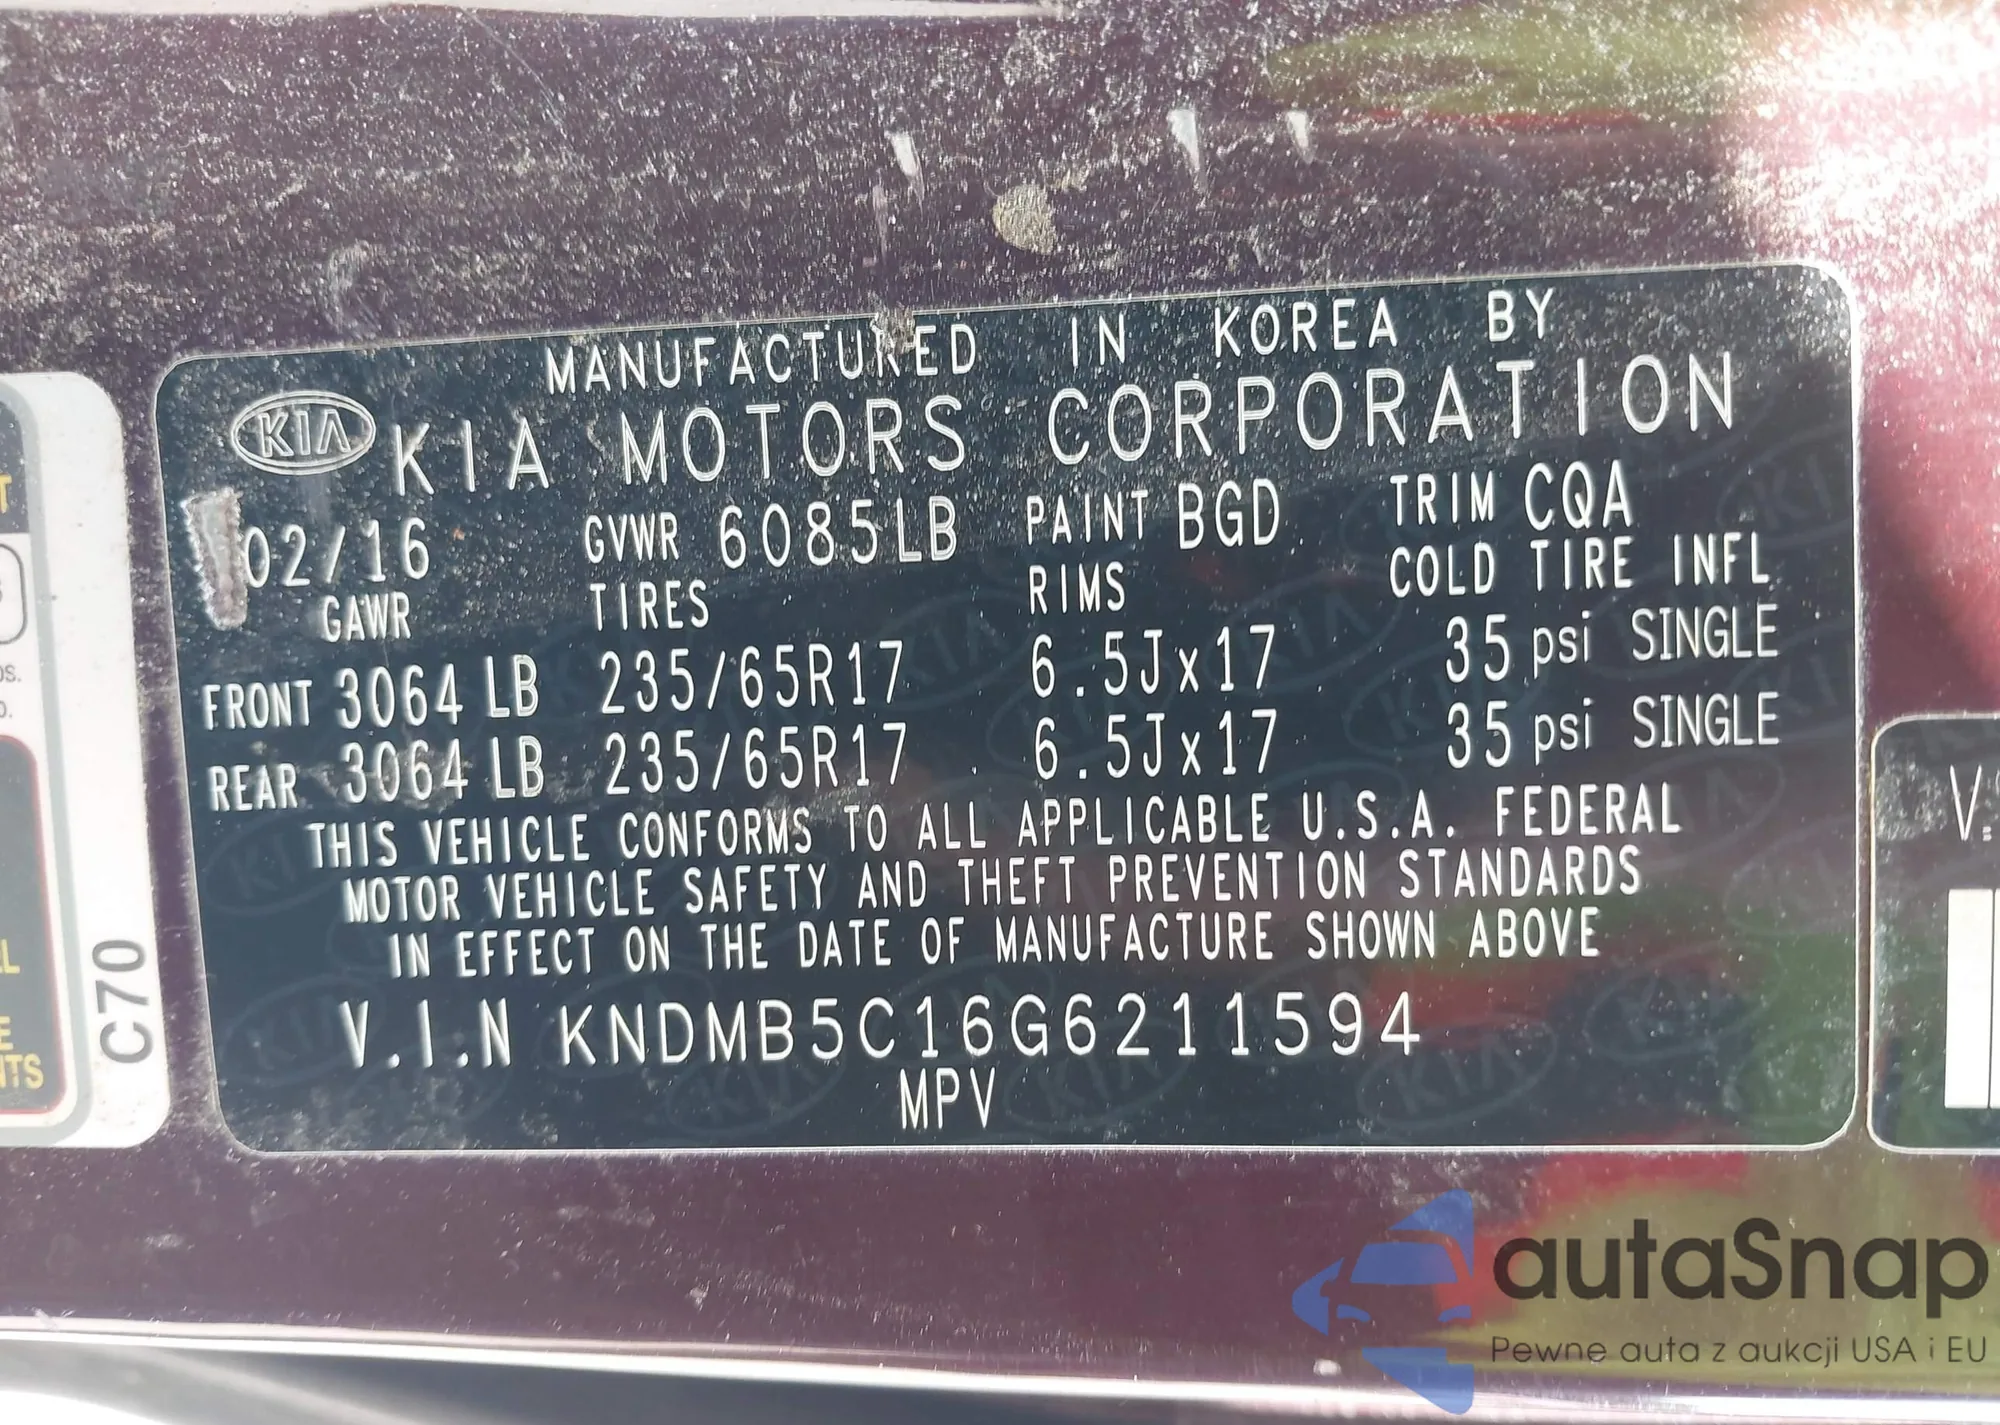 MANUFACTURED IN KOREA BY
KIA KIA MOTORS CORPORATION
02/16 GVWR 6085LB PAINT BGD TRIM CQA
GAWR TIRES RIMS COLD TIRE INFL
FRONT 3064 LB 235/65R17 6.5Jx17 35 psi SINGLE
REAR 3064 LB 235/65R17 6.5Jx17 35 psi SINGLE
THIS VEHICLE CONFORMS TO ALL APPLICABLE U.S.A. FEDERAL
MOTOR VEHICLE SAFETY AND THEFT PREVENTION STANDARDS
IN EFFECT ON THE DATE OF MANUFACTURE SHOWN ABOVE
V.I.N KNDMB5C16G6211594
MPV
C70
autaSnap
Pewne auta z aukcji USA i EU